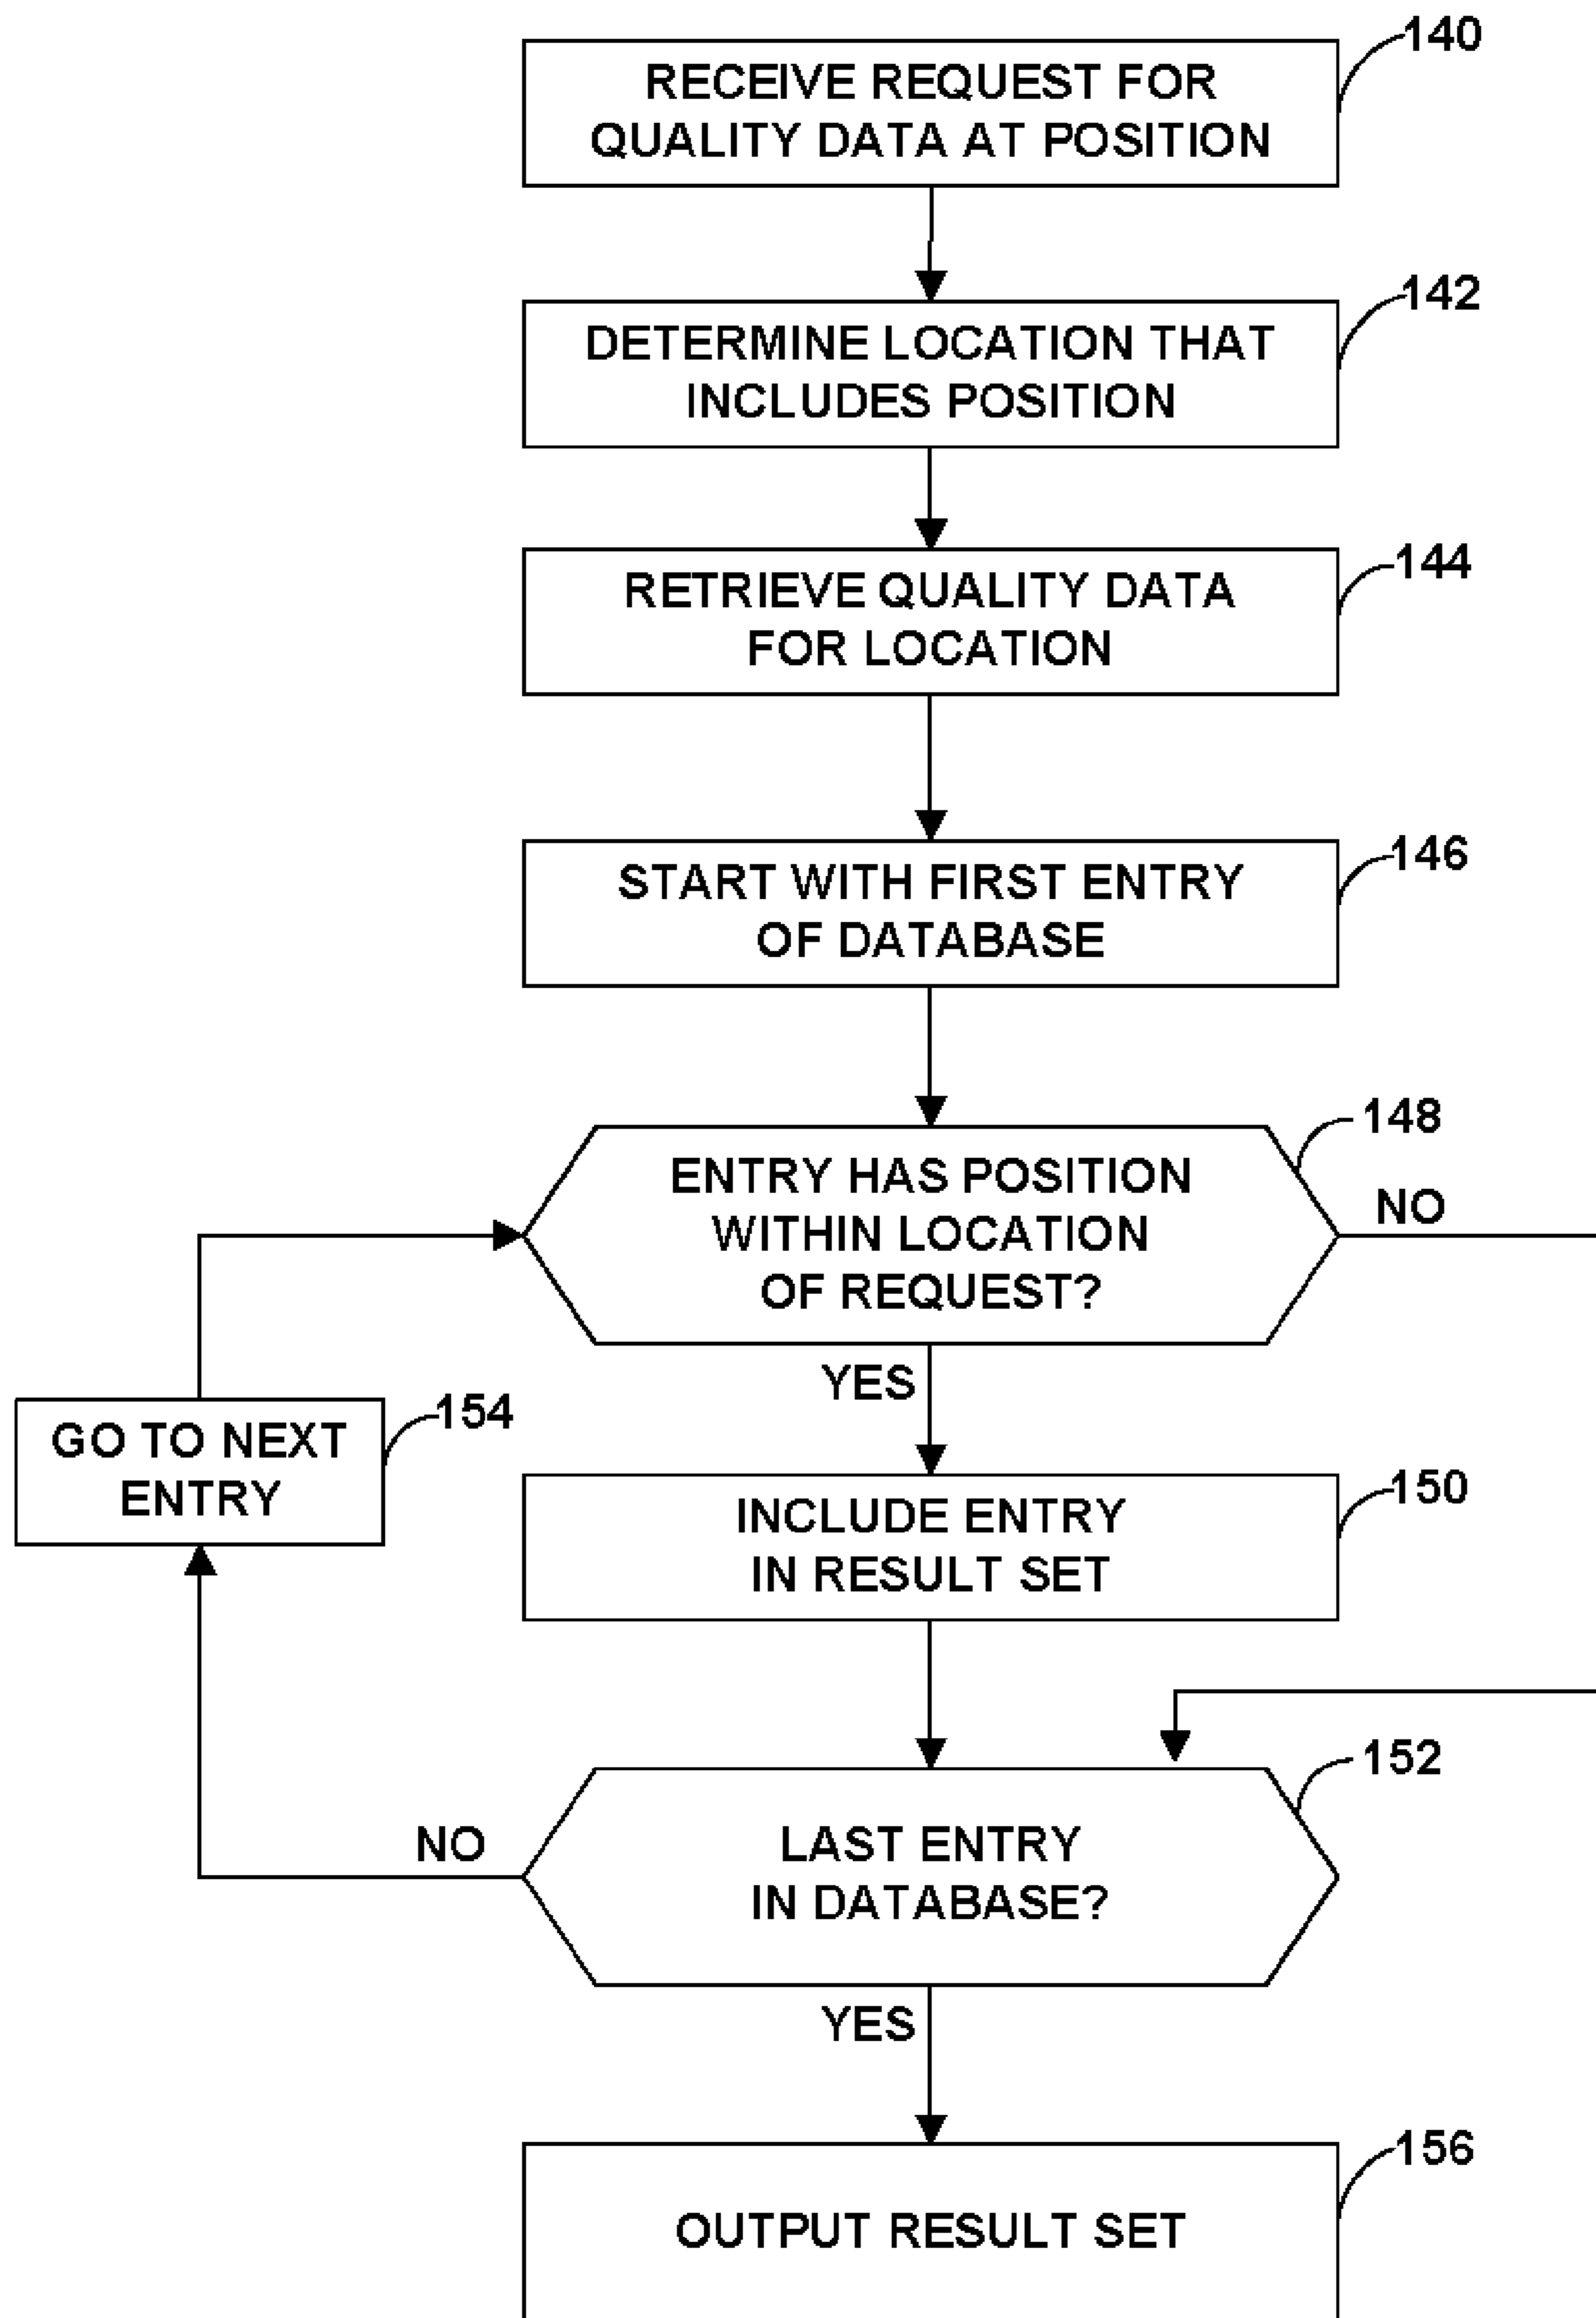 140
RECEIVE REQUEST FOR
QUALITY DATA AT POSITION
142
DETERMINE LOCATION THAT
INCLUDES POSITION
144
RETRIEVE QUALITY DATA
FOR LOCATION
146
START WITH FIRST ENTRY
OF DATABASE
148
ENTRY HAS POSITION
WITHIN LOCATION
OF REQUEST?
NO
YES
154
GO TO NEXT
ENTRY
150
INCLUDE ENTRY
IN RESULT SET
152
LAST ENTRY
IN DATABASE?
NO
YES
156
OUTPUT RESULT SET